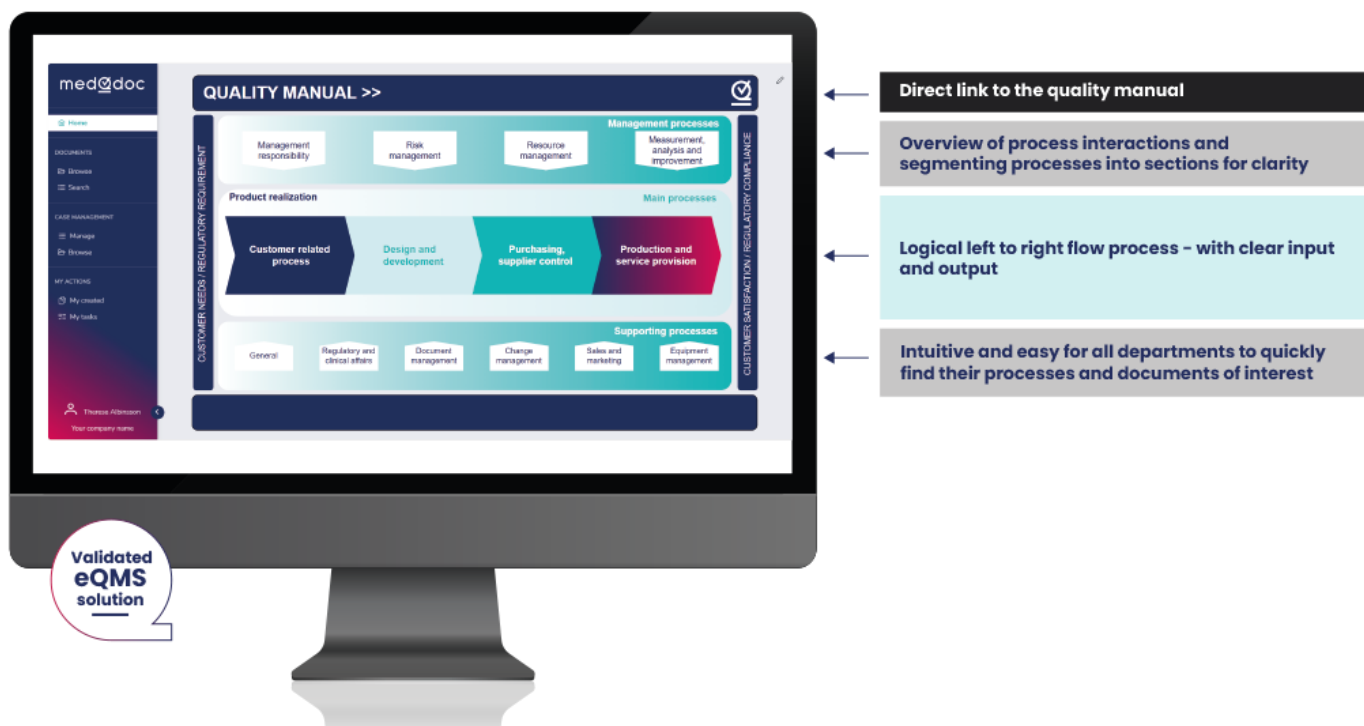 med doc
Home
DOCUMENTS
Browse
Search
CASE MANAGEMENT
Manage
Browse
MY ACTIONS
My created
My tasks
Therese Albinsson
Your company name
QUALITY MANUAL >>
CUSTOMER NEEDS / REGULATORY REQUIREMENT
Management processes
Management
responsibility
Risk
management
Resource
management
Measurement,
analysis and
improvement
Product realization
Main processes
Customer related
process
Design and
development
Purchasing,
supplier control
Production and
service provision
Supporting processes
General
Regulatory and
clinical affairs
Document
management
Change
management
Sales and
marketing
Equipment
management
CUSTOMER SATISFACTION / REGULATORY COMPLIANCE
Direct link to the quality manual
Overview of process interactions and
segmenting processes into sections for clarity
Logical left to right flow process - with clear input
and output
Intuitive and easy for all departments to quickly
find their processes and documents of interest
Validated
eQMS
solution